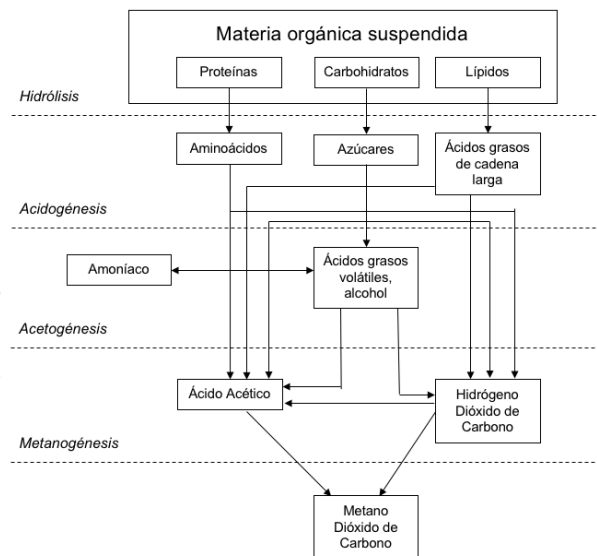 Materia orgánica suspendida
Proteínas
Carbohidratos
Lípidos
Hidrólisis
Aminoácidos
Azúcares
Ácidos grasos
de cadena
larga
Acidogénesis
Amoníaco
Ácidos grasos
volátiles,
alcohol
Acetogénesis
Ácido Acético
Hidrógeno
Dióxido de
Carbono
Metanogénesis
Metano
Dióxido de
Carbono